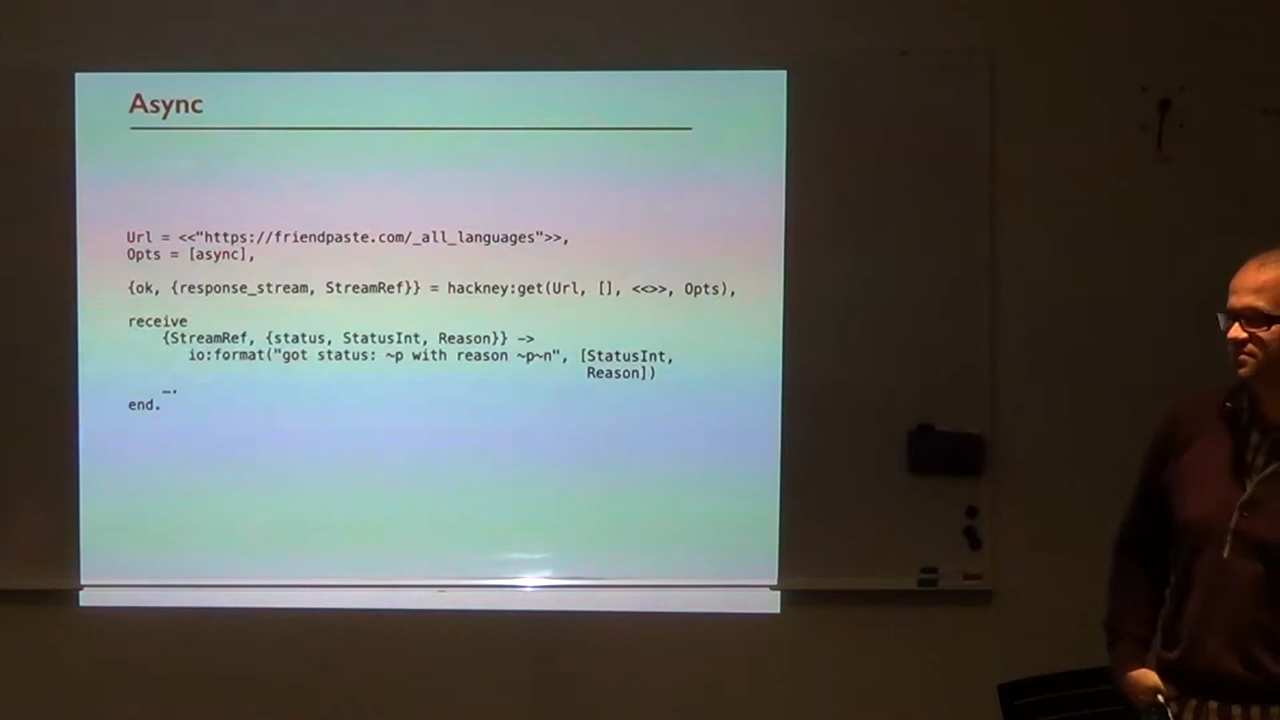 Async
Url = <<"https://friendpaste.com/_all_languages">>,
Opts = [async],
{ok, {response_stream, StreamRef}} = hackney:get(Url, [], <<>>, Opts),
receive
{StreamRef, {status, StatusInt, Reason}} ->
io:format("got status: ~p with reason ~p~n", [StatusInt,
Reason])
….
end.